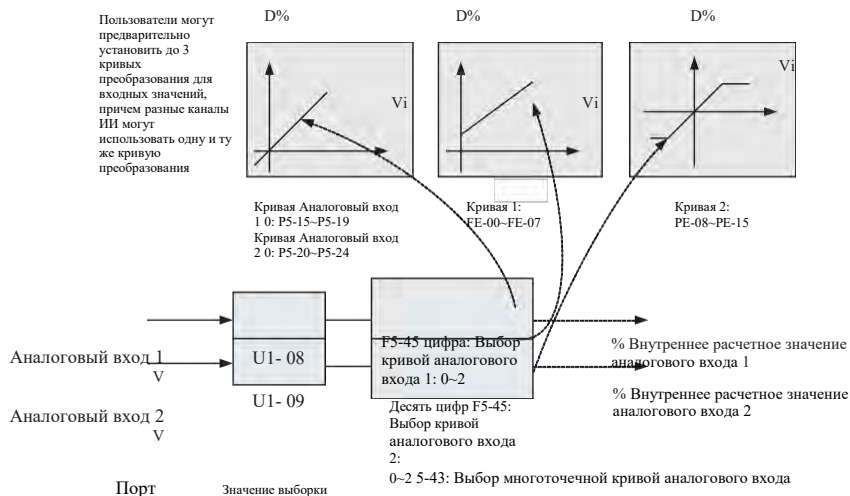 Пользователи могут
предварительно
установить до 3
кривых
преобразования для
входных значений,
причем разные каналы
ИИ могут
использовать одну и ту
же кривую
преобразования
D%
D%
D%
Vi
Vi
Vi
Кривая Аналоговый вход
1 0: P5-15~P5-19
Кривая Аналоговый вход
2 0: P5-20~P5-24
Кривая 1:
FE-00~FE-07
Кривая 2:
PE-08~PE-15
Аналоговый вход 1
V
Аналоговый вход 2
V
U1- 08
U1- 09
F5-45 цифра: Выбор
кривой аналогового
входа 1: 0~2
Десять цифр F5-45:
Выбор кривой
аналогового входа
2:
0~2 5-43: Выбор многоточечной кривой аналогового входа
% Внутреннее расчетное значение
аналогового входа 1
% Внутреннее расчетное значение
аналогового входа 2
Порт
Значение выборки